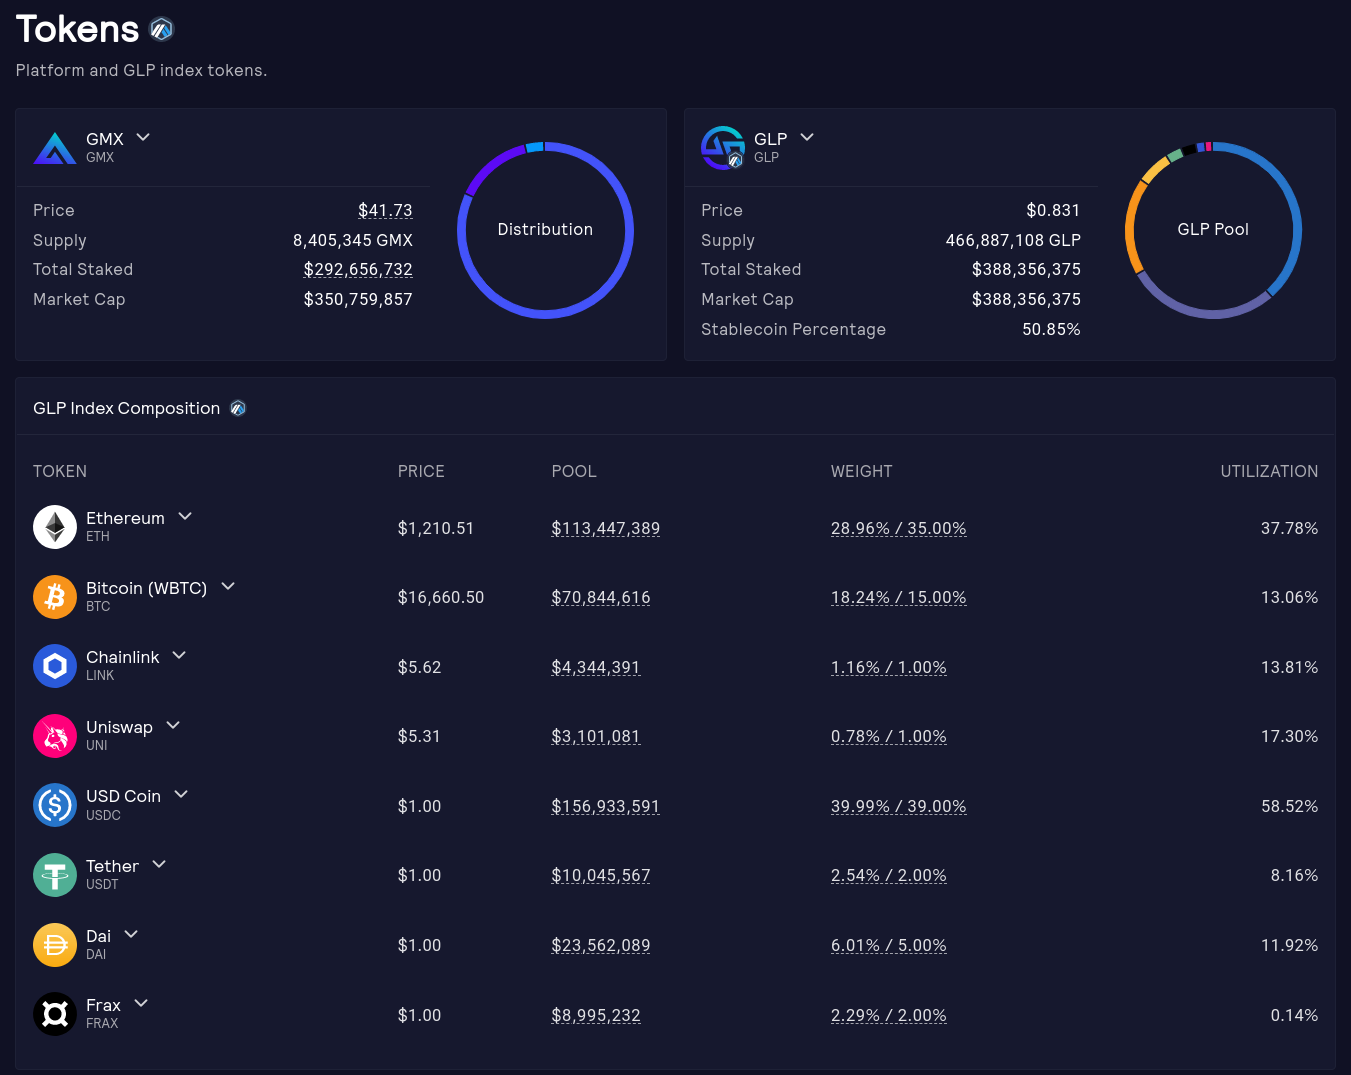 Tokens
Platform and GLP index tokens.
GMX
GMX
Price $41.73
Supply 8,405,345 GMX
Total Staked $292,656,732
Market Cap $350,759,857
Distribution
GLP
GLP
Price $0.831
Supply 466,887,108 GLP
Total Staked $388,356,375
Market Cap $388,356,375
Stablecoin Percentage 50.85%
GLP Pool
GLP Index Composition
TOKEN PRICE POOL WEIGHT UTILIZATION
Ethereum
ETH
$1,210.51 $113,447,389 28.96% / 35.00% 37.78%
Bitcoin (WBTC)
BTC
$16,660.50 $70,844,616 18.24% / 15.00% 13.06%
Chainlink
LINK
$5.62 $4,344,391 1.16% / 1.00% 13.81%
Uniswap
UNI
$5.31 $3,101,081 0.78% / 1.00% 17.30%
USD Coin
USDC
$1.00 $156,933,591 39.99% / 39.00% 58.52%
Tether
USDT
$1.00 $10,045,567 2.54% / 2.00% 8.16%
Dai
DAI
$1.00 $23,562,089 6.01% / 5.00% 11.92%
Frax
FRAX
$1.00 $8,995,232 2.29% / 2.00% 0.14%